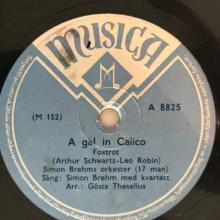 MUSICA
(M 152)
A 8825
A gal in Calico
Foxtrot
(Arthur Schwartz-Leo Robin)
Simon Brehms orkester (17 man)
Sång: Simon Brehm med kvartett
Arr.: Gösta Theselius